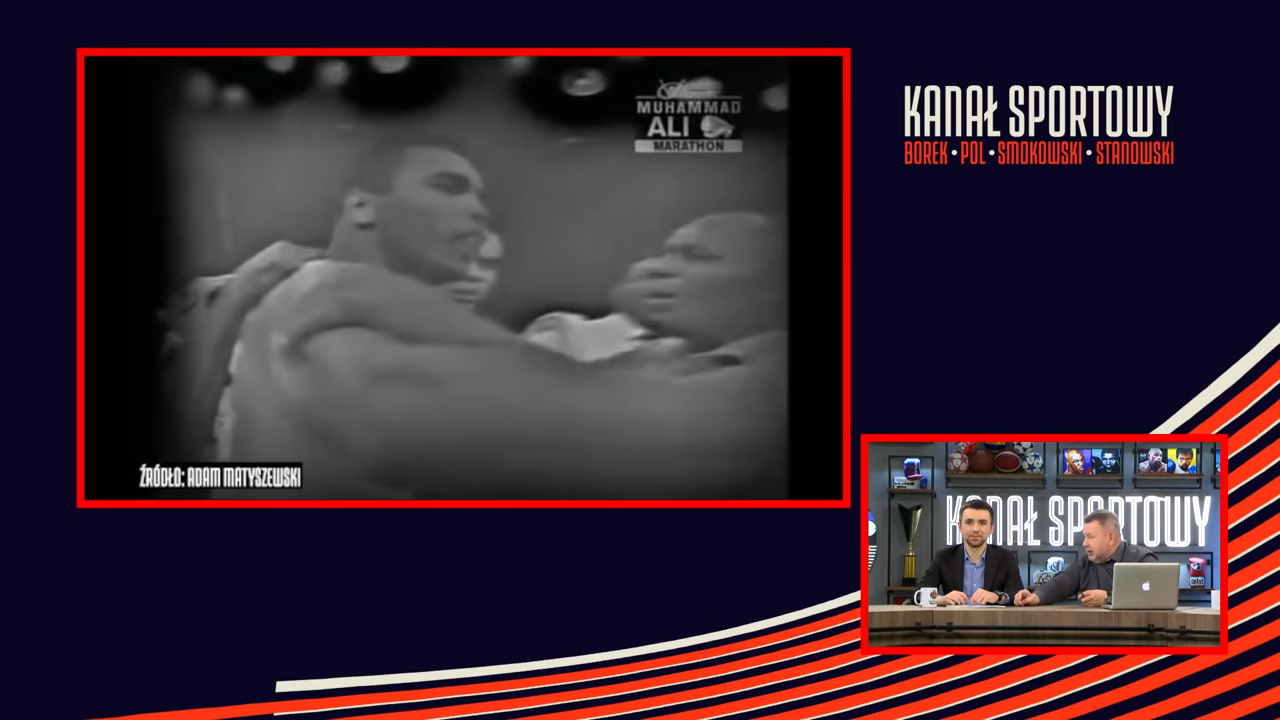 MUHAMMAD
ALI
MARATHON
KANAŁ SPORTOWY
BOREK • POL • SMOKOWSKI • STANOWSKI
ŹRÓDŁO: ADAM MATYSZEWSKI
KANAŁ SPORTOWY